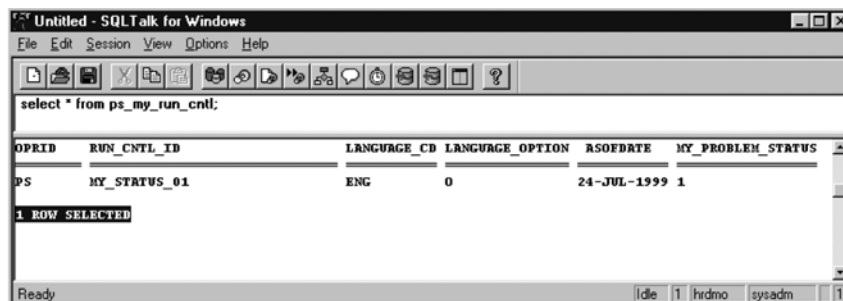 Untitled - SQLTalk for Windows
File Edit Session View Options Help
select * from ps_my_run_cntl;
OPRID RUN_CNTL_ID LANGUAGE_CD LANGUAGE_OPTION ASOFDATE MY_PROBLEM_STATUS
PS MY_STATUS_01 ENG O 24-JUL-1999 1
1 ROW SELECTED
Ready Idle 1 hrdmo sysadm 1